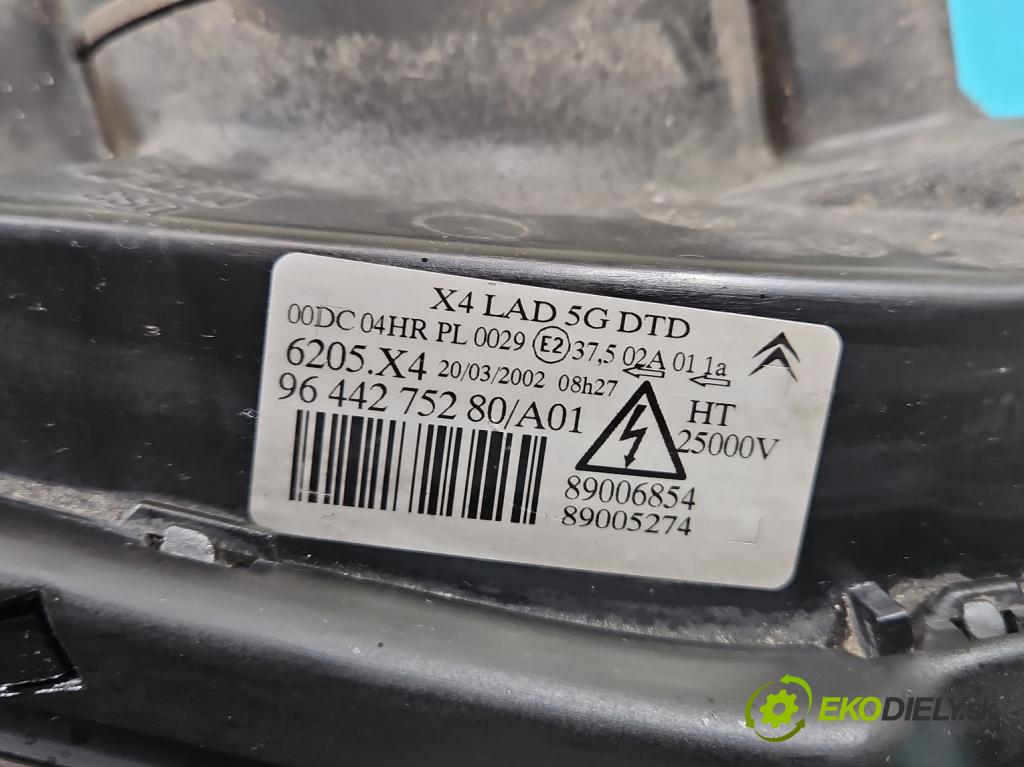 X4 LAD 5G DTD
00DC 04HR PL 0029 E2 37,5 02A 01 1a
6205.X4 20/03/2002 08h27
96 442 752 80/A01
HT
25000V
89006854
89005274
EKODIELY.SK